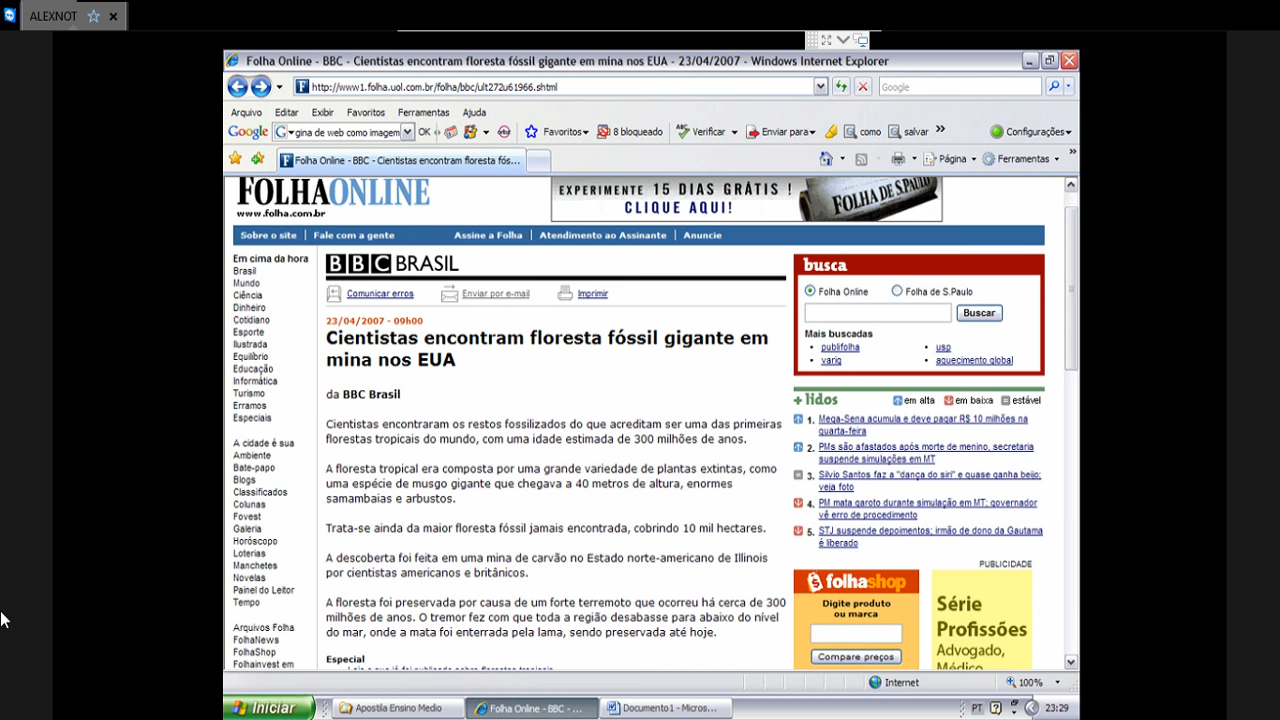 ALEXNOT
Folha Online - BBC - Cientistas encontram floresta fóssil gigante em mina nos EUA - 23/04/2007 - Windows Internet Explorer
http://www1.folha.uol.com.br/folha/bbc/ult272u61966.shtml
Google
Arquivo Editar Exibir Favoritos Ferramentas Ajuda
Google gina de web como imagem OK Favoritos 8 bloqueado Verificar Enviar para como salvar » Configurações
Folha Online - BBC - Cientistas encontram floresta fós... Página Ferramentas »
FOLHAONLINE
www.folha.com.br
EXPERIMENTE 15 DIAS GRÁTIS !
CLIQUE AQUI!
FOLHA DE S.PAULO
Sobre o site | Fale com a gente Assine a Folha | Atendimento ao Assinante | Anuncie
Em cima da hora
Brasil
Mundo
Ciência
Dinheiro
Cotidiano
Esporte
Ilustrada
Equilíbrio
Educação
Informática
Turismo
Erramos
Especiais
A cidade é sua
Ambiente
Bate-papo
Blogs
Classificados
Colunas
Fovest
Galeria
Horóscopo
Loterias
Manchetes
Novelas
Painel do Leitor
Tempo
Arquivos Folha
FolhaNews
FolhaShop
Folhainvest em
BBC BRASIL
Comunicar erros Enviar por e-mail Imprimir
23/04/2007 - 09h00
Cientistas encontram floresta fóssil gigante em
mina nos EUA
da BBC Brasil
Cientistas encontraram os restos fossilizados do que acreditam ser uma das primeiras
florestas tropicais do mundo, com uma idade estimada de 300 milhões de anos.
A floresta tropical era composta por uma grande variedade de plantas extintas, como
uma espécie de musgo gigante que chegava a 40 metros de altura, enormes
samambaias e arbustos.
Trata-se ainda da maior floresta fóssil jamais encontrada, cobrindo 10 mil hectares.
A descoberta foi feita em uma mina de carvão no Estado norte-americano de Illinois
por cientistas americanos e britânicos.
A floresta foi preservada por causa de um forte terremoto que ocorreu há cerca de 300
milhões de anos. O tremor fez com que toda a região desabasse para abaixo do nível
do mar, onde a mata foi enterrada pela lama, sendo preservada até hoje.
Especial
busca
Folha Online Folha de S.Paulo
Buscar
Mais buscadas
publifolha usp
varig aquecimento global
+ lidos em alta em baixa estável
1. Mega-Sena acumula e deve pagar R$ 10 milhões na
quarta-feira
2. PMs são afastados após morte de menino, secretaria
suspende simulações em MT
3. Silvio Santos faz a "dança do siri" e quase ganha beijo;
veja foto
4. PM mata garoto durante simulação em MT; governador
vê erro de procedimento
5. STJ suspende depoimentos; irmão de dono da Gautama
é liberado
PUBLICIDADE
folhashop
Digite produto
ou marca
Compare preços
Série
Profissões
Advogado,
Médico
Internet 100%
Iniciar Apostila Ensino Medio Folha Online - BBC - ... Documento1 - Micros... PT 23:29